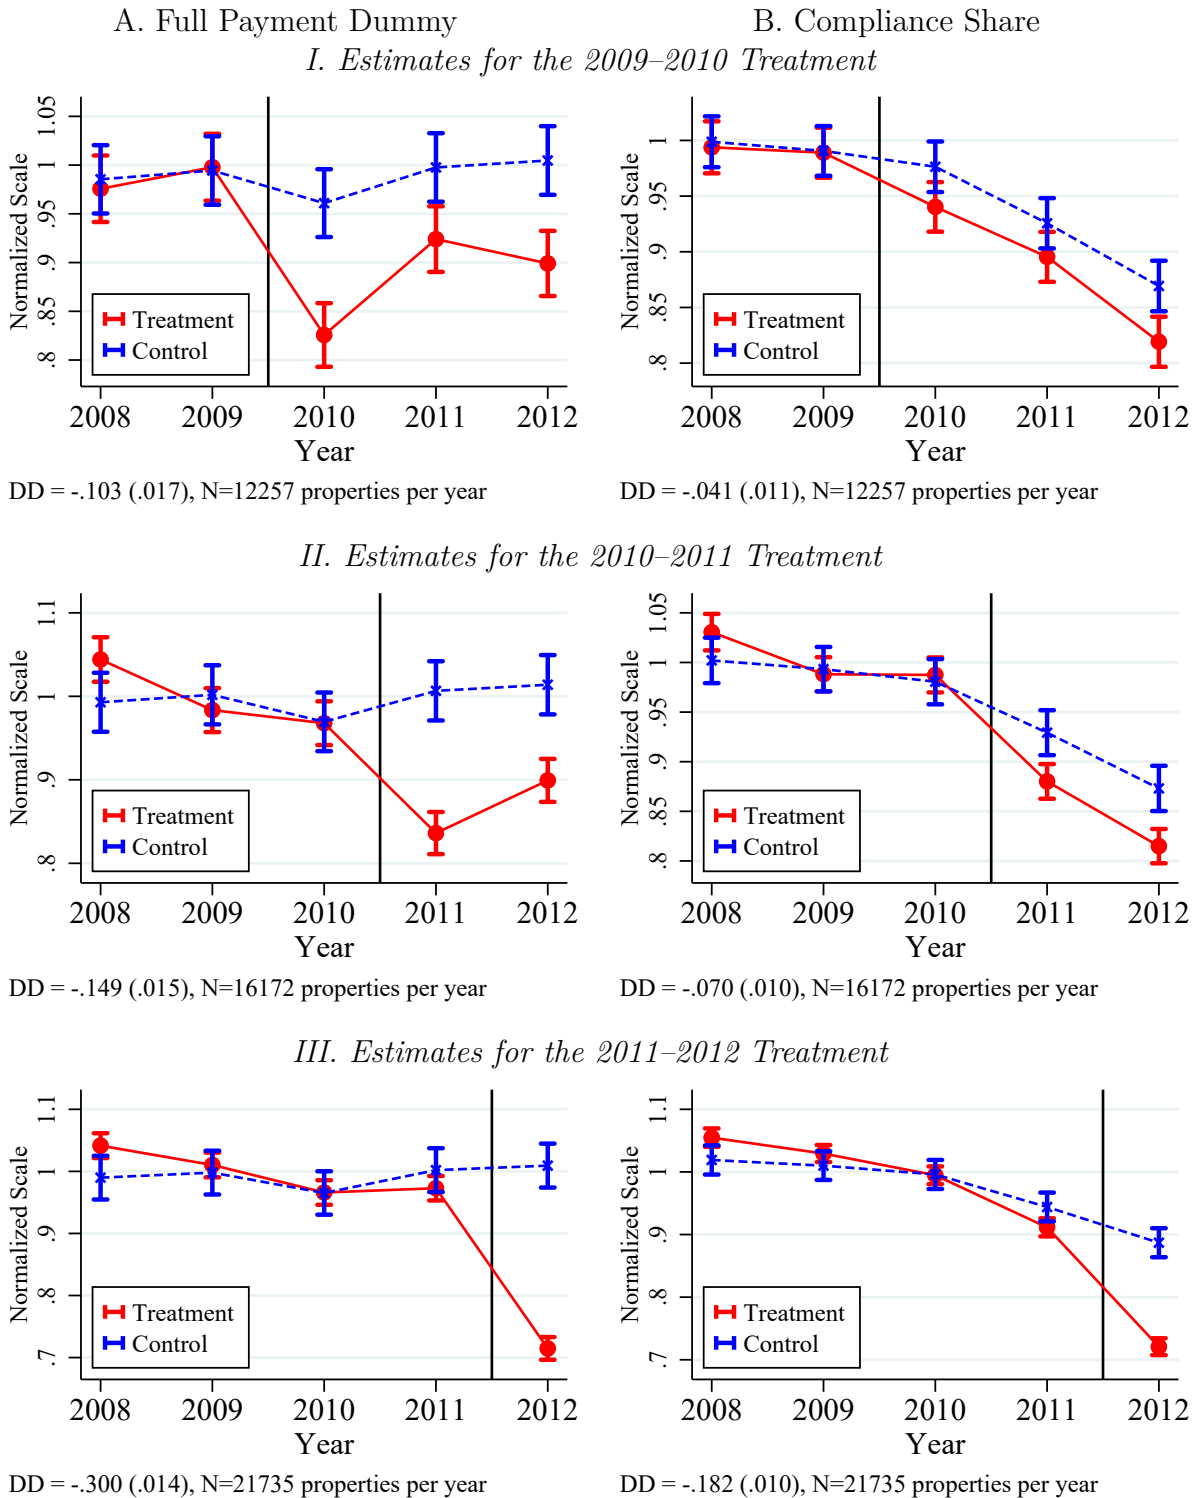 A. Full Payment Dummy
B. Compliance Share
I. Estimates for the 2009–2010 Treatment
Normalized Scale
1.05
1
.95
.9
.85
.8
Treatment
Control
2008 2009 2010 2011 2012
Year
DD = -.103 (.017), N=12257 properties per year
Normalized Scale
1
.95
.9
.85
.8
Treatment
Control
2008 2009 2010 2011 2012
Year
DD = -.041 (.011), N=12257 properties per year
II. Estimates for the 2010–2011 Treatment
Normalized Scale
1.1
1
.9
.8
Treatment
Control
2008 2009 2010 2011 2012
Year
DD = -.149 (.015), N=16172 properties per year
Normalized Scale
1.05
1
.95
.9
.85
.8
Treatment
Control
2008 2009 2010 2011 2012
Year
DD = -.070 (.010), N=16172 properties per year
III. Estimates for the 2011–2012 Treatment
Normalized Scale
1.1
1
.9
.8
.7
Treatment
Control
2008 2009 2010 2011 2012
Year
DD = -.300 (.014), N=21735 properties per year
Normalized Scale
1.1
1
.9
.8
.7
Treatment
Control
2008 2009 2010 2011 2012
Year
DD = -.182 (.010), N=21735 properties per year